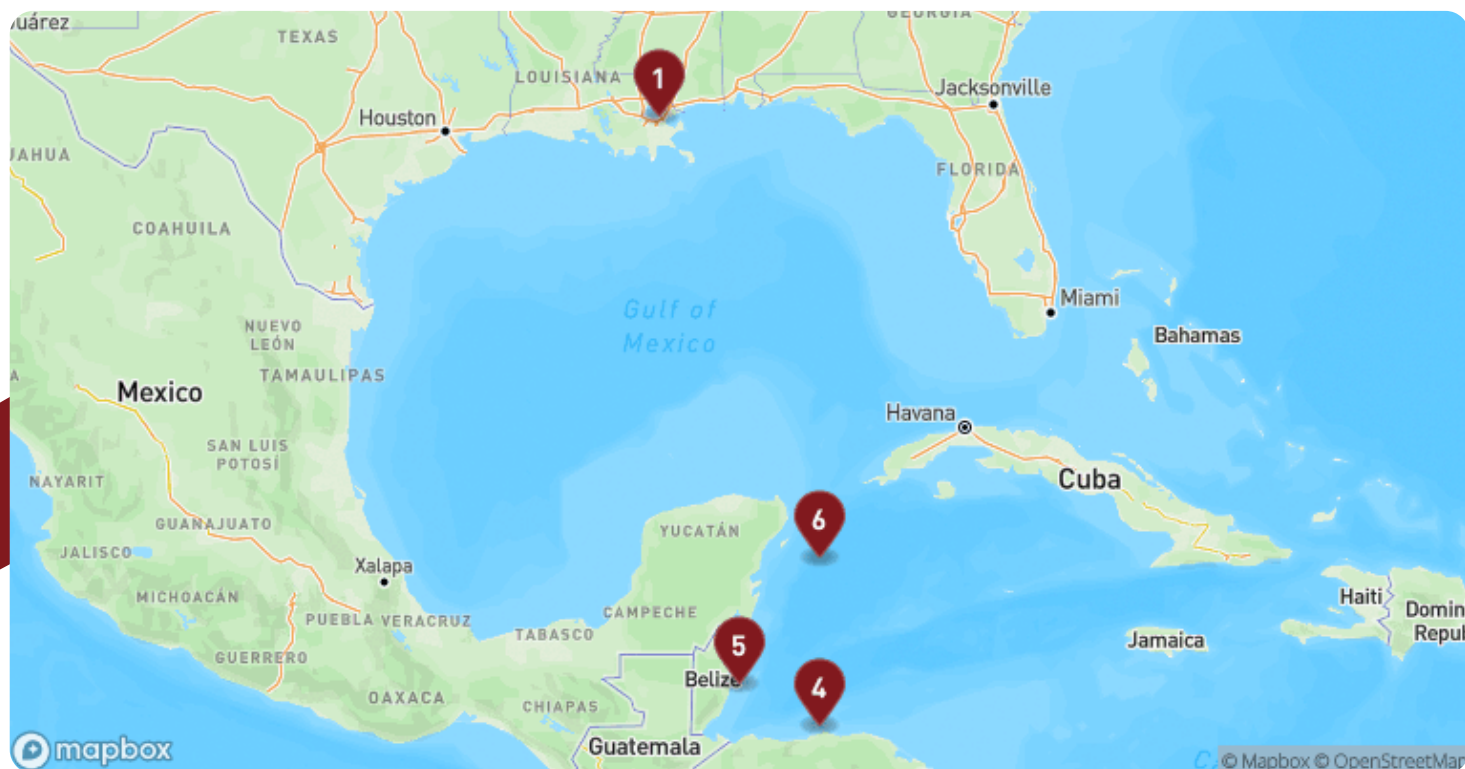 uárez
TEXAS
LOUISIANA
GEORGIA
1
Houston
Jacksonville
UAHUA
FLORIDA
COAHUILA
Gulf of
Mexico
Miami
NUEVO
LEÓN
Bahamas
A
TAMAULIPAS
Mexico
Havana
SAN LUIS
POTOSÍ
Cuba
NAYARIT
6
GUANAJUATO
YUCATÁN
JALISCO
Xalapa
MICHOACÁN
Haiti
PUEBLA
VERACRUZ
CAMPECHE
Domin
Repub
TABASCO
Jamaica
5
GUERRERO
Belize
4
OAXACA
CHIAPAS
Guatemala
mapbox
C
© Mapbox © OpenStreetMap